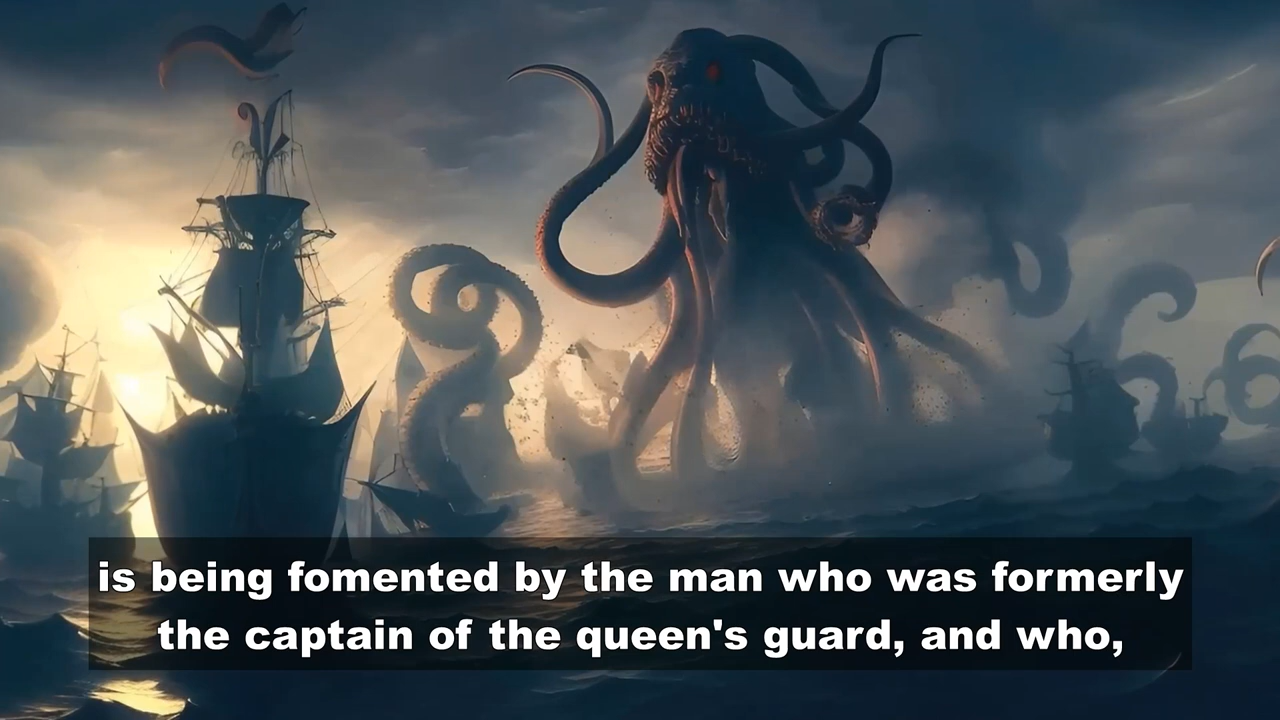 is being fomented by the man who was formerly
the captain of the queen's guard, and who,